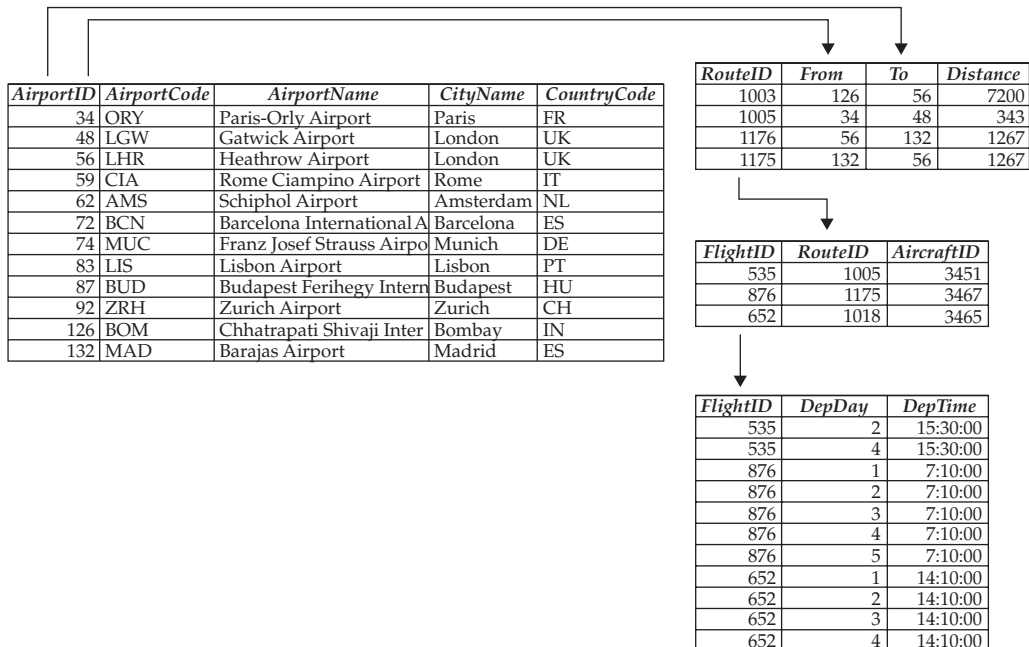 AirportID AirportCode AirportName CityName CountryCode
34 ORY Paris-Orly Airport Paris FR
48 LGW Gatwick Airport London UK
56 LHR Heathrow Airport London UK
59 CIA Rome Ciampino Airport Rome IT
62 AMS Schiphol Airport Amsterdam NL
72 BCN Barcelona International A Barcelona ES
74 MUC Franz Josef Strauss Airpo Munich DE
83 LIS Lisbon Airport Lisbon PT
87 BUD Budapest Ferihegy Intern Budapest HU
92 ZRH Zurich Airport Zurich CH
126 BOM Chhatrapati Shivaji Inter Bombay IN
132 MAD Barajas Airport Madrid ES
RouteID From To Distance
1003 126 56 7200
1005 34 48 343
1176 56 132 1267
1175 132 56 1267
FlightID RouteID AircraftID
535 1005 3451
876 1175 3467
652 1018 3465
FlightID DepDay DepTime
535 2 15:30:00
535 4 15:30:00
876 1 7:10:00
876 2 7:10:00
876 3 7:10:00
876 4 7:10:00
876 5 7:10:00
652 1 14:10:00
652 2 14:10:00
652 3 14:10:00
652 4 14:10:00